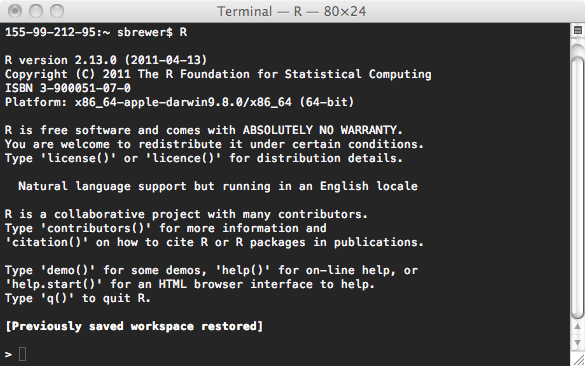 Terminal — R — 80×24
155-99-212-95:~ sbrewer$ R
R version 2.13.0 (2011-04-13)
Copyright (C) 2011 The R Foundation for Statistical Computing
ISBN 3-900051-07-0
Platform: x86_64-apple-darwin9.8.0/x86_64 (64-bit)
R is free software and comes with ABSOLUTELY NO WARRANTY.
You are welcome to redistribute it under certain conditions.
Type 'license()' or 'licence()' for distribution details.
Natural language support but running in an English locale
R is a collaborative project with many contributors.
Type 'contributors()' for more information and
'citation()' on how to cite R or R packages in publications.
Type 'demo()' for some demos, 'help()' for on-line help, or
'help.start()' for an HTML browser interface to help.
Type 'q()' to quit R.
[Previously saved workspace restored]
>